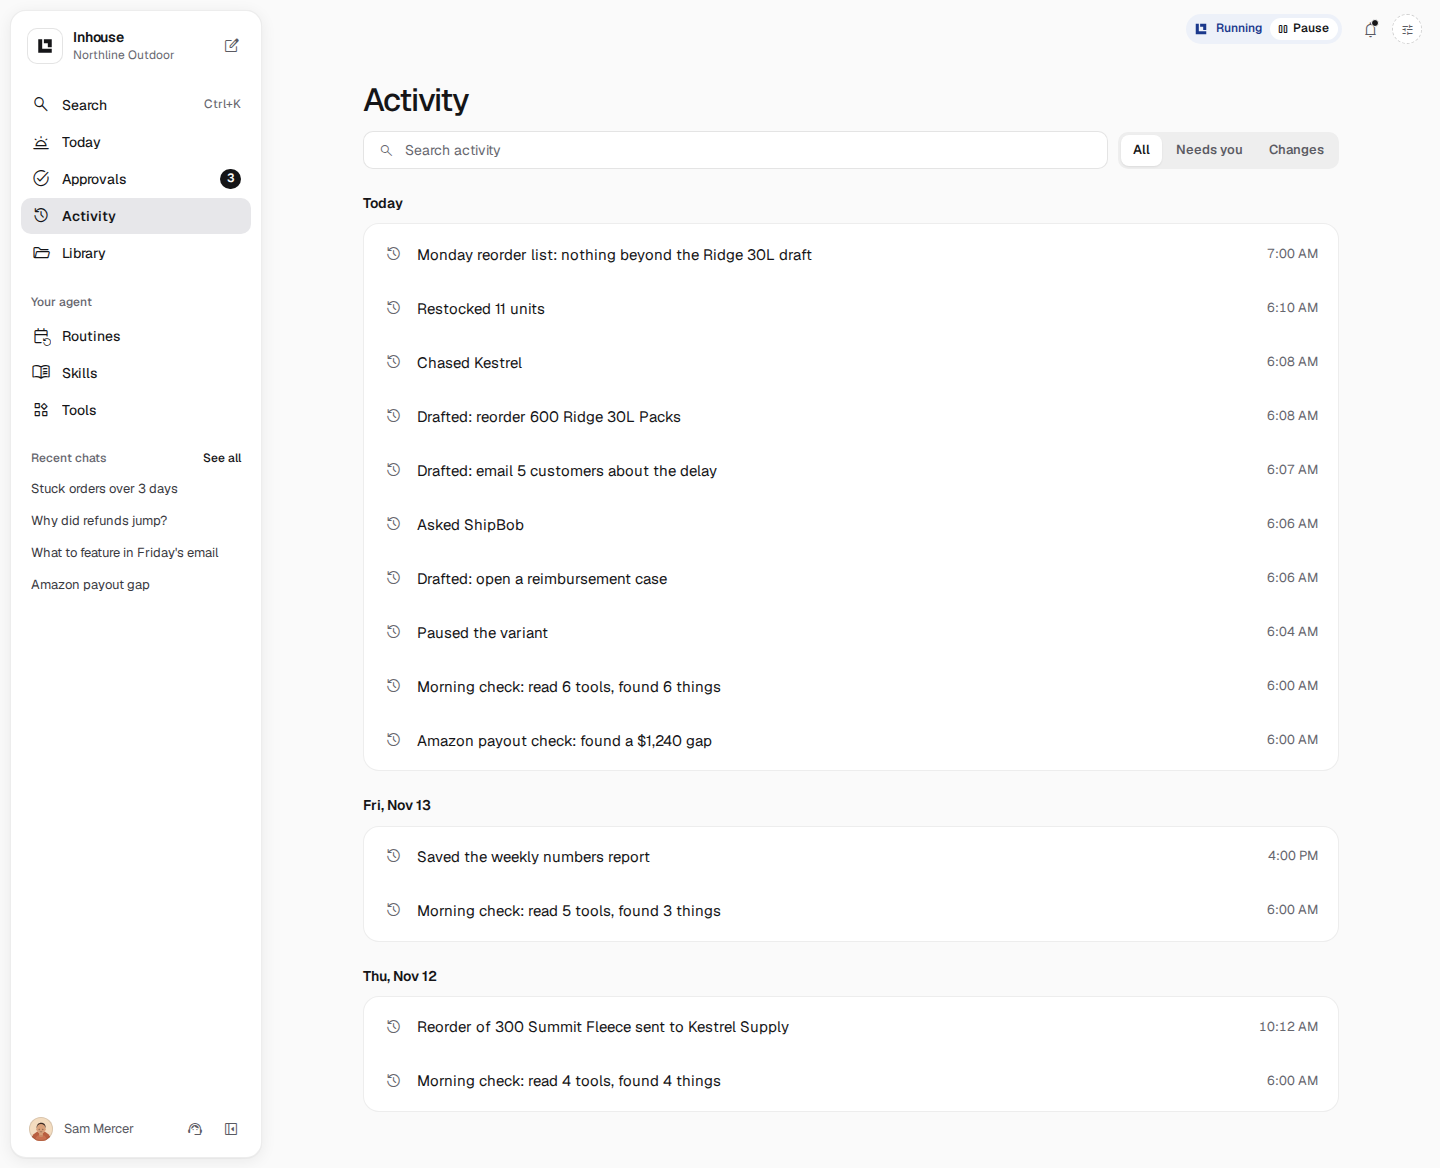 Inhouse
Northline Outdoor
Search Ctrl+K
Today
Approvals 3
Activity
Library
Your agent
Routines
Skills
Tools
Recent chats See all
Stuck orders over 3 days
Why did refunds jump?
What to feature in Friday's email
Amazon payout gap
Sam Mercer
Running Pause
Activity
Search activity
All Needs you Changes
Today
Monday reorder list: nothing beyond the Ridge 30L draft 7:00 AM
Restocked 11 units 6:10 AM
Chased Kestrel 6:08 AM
Drafted: reorder 600 Ridge 30L Packs 6:08 AM
Drafted: email 5 customers about the delay 6:07 AM
Asked ShipBob 6:06 AM
Drafted: open a reimbursement case 6:06 AM
Paused the variant 6:04 AM
Morning check: read 6 tools, found 6 things 6:00 AM
Amazon payout check: found a $1,240 gap 6:00 AM
Fri, Nov 13
Saved the weekly numbers report 4:00 PM
Morning check: read 5 tools, found 3 things 6:00 AM
Thu, Nov 12
Reorder of 300 Summit Fleece sent to Kestrel Supply 10:12 AM
Morning check: read 4 tools, found 4 things 6:00 AM